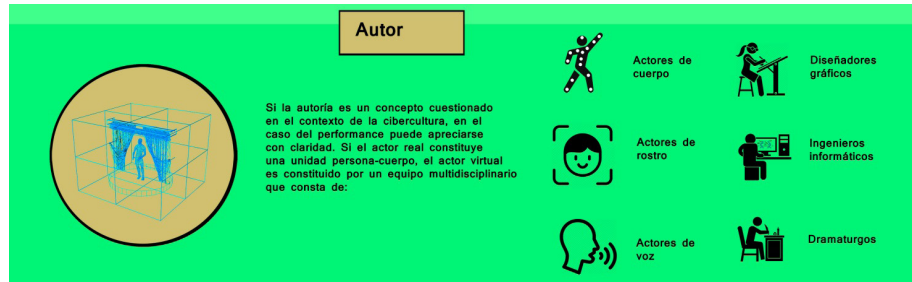 Autor
Si la autoría es un concepto cuestionado
en el contexto de la cibercultura, en el
caso del performance puede apreciarse
con claridad. Si el actor real constituye
una unidad persona-cuerpo, el actor virtual
es constituido por un equipo multidisciplinario
que consta de:
Actores de
cuerpo
Diseñadores
gráficos
Actores de
rostro
Ingenieros
informáticos
Actores de
voz
Dramaturgos